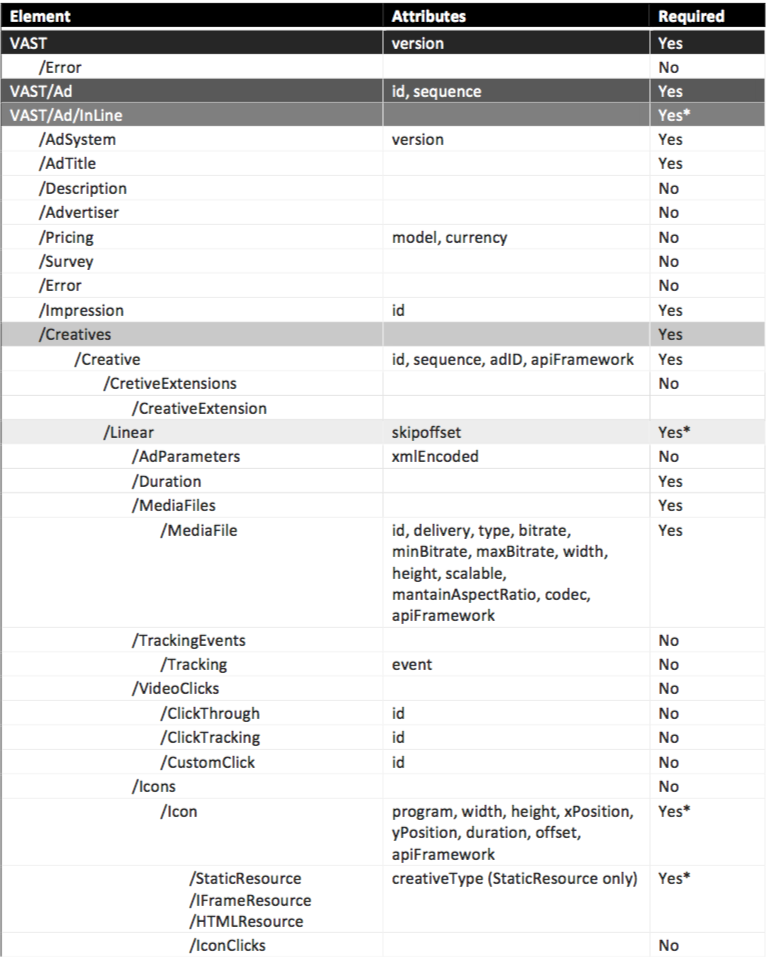 Element Attributes Required
VAST version Yes
/Error No
VAST/Ad id, sequence Yes
VAST/Ad/InLine Yes*
/AdSystem version Yes
/AdTitle Yes
/Description No
/Advertiser No
/Pricing model, currency No
/Survey No
/Error No
/Impression id Yes
/Creatives Yes
/Creative id, sequence, adID, apiFramework Yes
/CretiveExtensions No
/CreativeExtension
/Linear skipoffset Yes*
/AdParameters xmlEncoded No
/Duration Yes
/MediaFiles Yes
/MediaFile id, delivery, type, bitrate, Yes
minBitrate, maxBitrate, width,
height, scalable,
mantainAspectRatio, codec,
apiFramework
/TrackingEvents No
/Tracking event No
/VideoClicks No
/ClickThrough id No
/ClickTracking id No
/CustomClick id No
/Icons No
/Icon program, width, height, xPosition, Yes*
yPosition, duration, offset,
apiFramework
/StaticResource creativeType (StaticResource only) Yes*
/IFrameResource
/HTMLResource
/IconClicks No